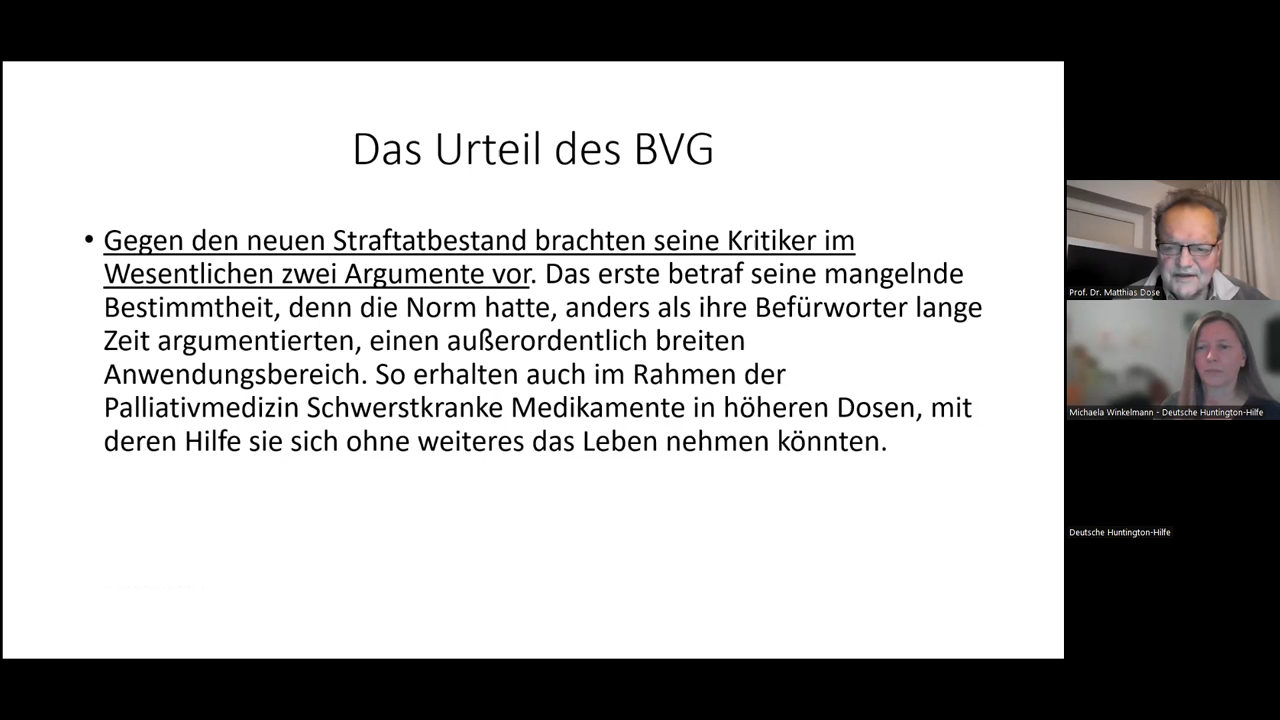 Das Urteil des BVG
• Gegen den neuen Straftatbestand brachten seine Kritiker im
Wesentlichen zwei Argumente vor. Das erste betraf seine mangelnde
Bestimmtheit, denn die Norm hatte, anders als ihre Befürworter lange
Zeit argumentierten, einen außerordentlich breiten
Anwendungsbereich. So erhalten auch im Rahmen der
Palliativmedizin Schwerstkranke Medikamente in höheren Dosen, mit
deren Hilfe sie sich ohne weiteres das Leben nehmen könnten.
Prof. Dr. Matthias Dose
Michaela Winkelmann - Deutsche Huntington-Hilfe
Deutsche Huntington-Hilfe